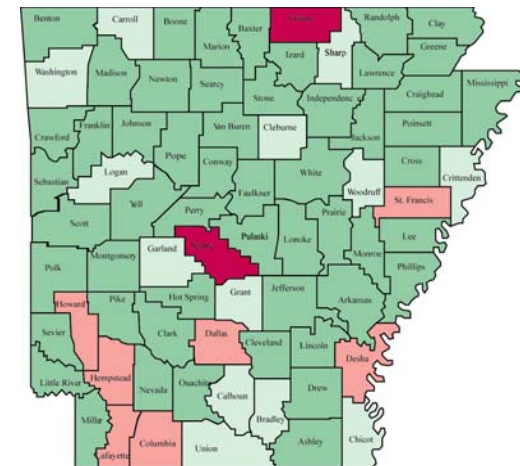 Benton
Carroll
Boone
Baxter
Randolph
Clay
Marion
Izard
Sharp
Greene
Lawrence
Washington
Madison
Newton
Searcy
Stone
Independenc
Craighead
Mississippi
Crawford
Franklin
Johnson
Van Buren
Cleburne
Jackson
Poinsett
Pope
Conway
Cross
Crittenden
Sebastian
Logan
Faulkner
White
Woodruff
St. Francis
Yell
Perry
Prairie
Scott
Pulaski
Lonoke
Lee
Monroe
Garland
Montgomery
Polk
Phillips
Grant
Jefferson
Hot Spring
Arkansas
Howard
Pike
Sevier
Clark
Dallas
Cleveland
Lincoln
Desha
Little River
Hempstead
Nevada
Ouachita
Calhoun
Drew
Bradley
Miller
Lafayette
Columbia
Union
Ashley
Chicot